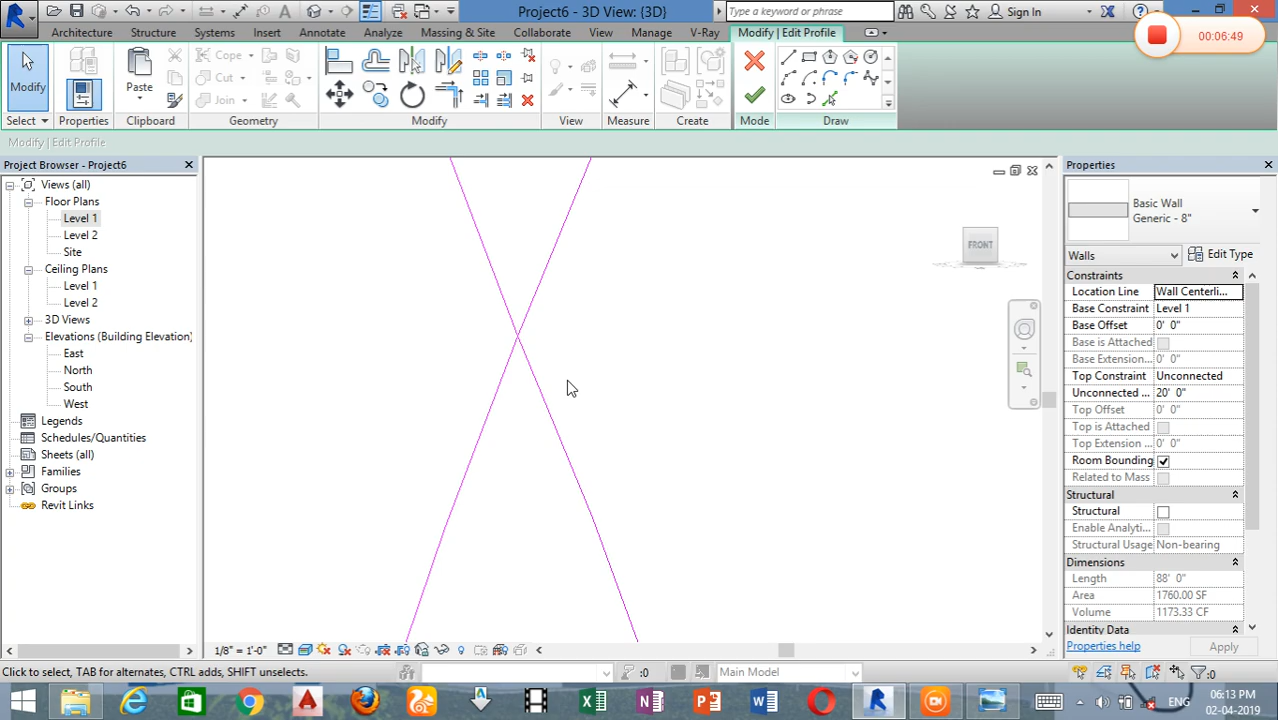 Project6 - 3D View: {3D}
Type a keyword or phrase
Sign In
00:06:49
Architecture
Structure
Systems
Insert
Annotate
Analyze
Massing & Site
Collaborate
View
Manage
V-Ray
Modify | Edit Profile
Modify
Paste
Cope
Cut
Join
Select
Properties
Clipboard
Geometry
Modify
View
Measure
Create
Mode
Draw
Modify | Edit Profile
Project Browser - Project6
Views (all)
Floor Plans
Level 1
Level 2
Site
Ceiling Plans
Level 1
Level 2
3D Views
Elevations (Building Elevation)
East
North
South
West
Legends
Schedules/Quantities
Sheets (all)
Families
Groups
Revit Links
FRONT
Properties
Basic Wall
Generic - 8"
Walls
Edit Type
Constraints
Location Line Wall Centerli...
Base Constraint Level 1
Base Offset 0' 0"
Base is Attached
Base Extension ... 0' 0"
Top Constraint Unconnected
Unconnected ... 20' 0"
Top Offset 0' 0"
Top is Attached
Top Extension ... 0' 0"
Room Bounding
Related to Mass
Structural
Structural
Enable Analyti...
Structural Usage Non-bearing
Dimensions
Length 88' 0"
Area 1760.00 SF
Volume 1173.33 CF
Identity Data
Properties help
Apply
1/8" = 1'-0"
Click to select, TAB for alternates, CTRL adds, SHIFT unselects.
:0
Main Model
:0
ENG
06:13 PM
02-04-2019